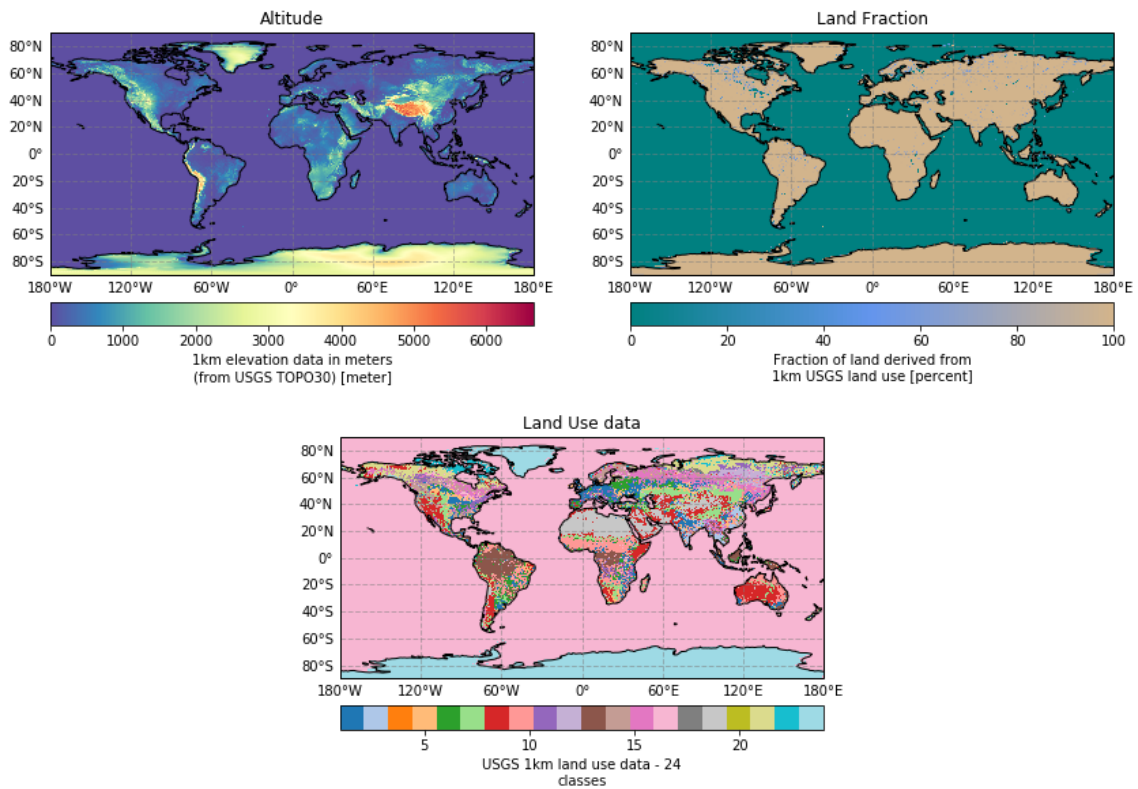 Altitude
80°N
60°N
40°N
20°N
0°
20°S
40°S
60°S
80°S
180°W 120°W 60°W 0° 60°E 120°E 180°E
0 1000 2000 3000 4000 5000 6000
1km elevation data in meters
(from USGS TOPO30) [meter]
Land Fraction
80°N
60°N
40°N
20°N
0°
20°S
40°S
60°S
80°S
180°W 120°W 60°W 0° 60°E 120°E 180°E
0 20 40 60 80 100
Fraction of land derived from
1km USGS land use [percent]
Land Use data
80°N
60°N
40°N
20°N
0°
20°S
40°S
60°S
80°S
180°W 120°W 60°W 0° 60°E 120°E 180°E
5 10 15 20
USGS 1km land use data - 24
classes